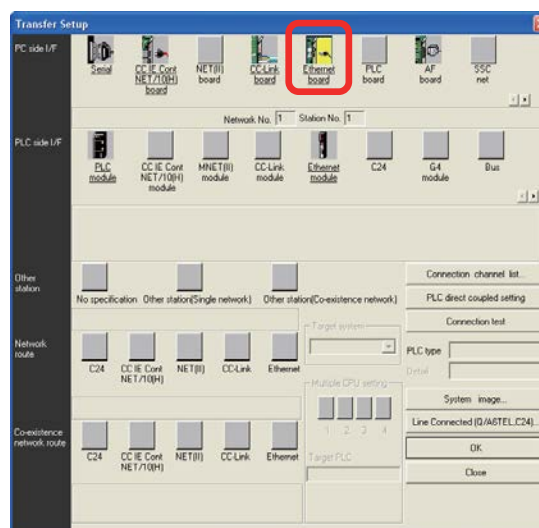 Transfer Setup
PC side I/F
Serial
CC IE Cont
NET/10(H)
board
NET(II)
board
CC-Link
board
Ethernet
board
PLC
board
AF
board
SSC
net
Network No. 1 Station No. 1
PLC side I/F
PLC
module
CC IE Cont
NET/10(H)
module
MNET(II)
module
CC-Link
module
Ethernet
module
C24
G4
module
Bus
Other
station
No specification
Other station(Single network)
Other station(Co-existence network)
Connection channel list...
PLC direct coupled setting
Connection test
Network
route
C24
CC IE Cont
NET/10(H)
NET(II)
CC-Link
Ethernet
Target system
PLC type
Detail
Multiple CPU setting
1 2 3 4
Target PLC
System image...
Line Connected (Q/A6TEL,C24)...
OK
Close
Co-existence
network route
C24
CC IE Cont
NET/10(H)
NET(II)
CC-Link
Ethernet